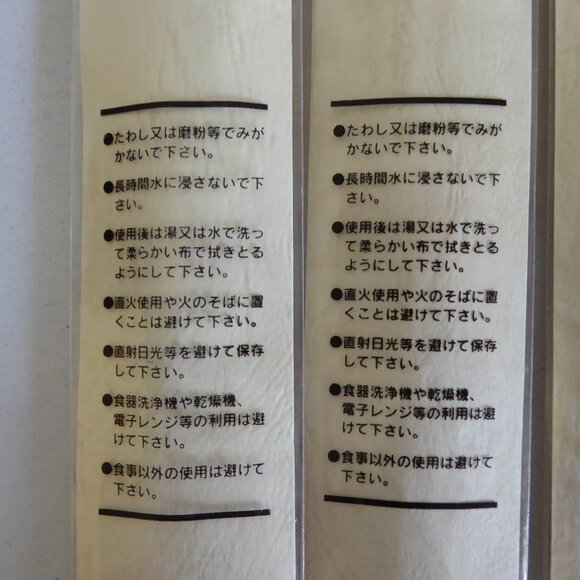 ●たわし又は磨粉等でみが
かないで下さい。
●長時間水に浸さないで下
さい。
●使用後は湯又は水で洗っ
て柔らかい布で拭きとる
ようにして下さい。
●直火使用や火のそばに置
くことは避けて下さい。
●直射日光等を避けて保存
して下さい。
●食器洗浄機や乾燥機、
電子レンジ等の利用は避
けて下さい。
●食事以外の使用は避けて
下さい。
●たわし又は磨粉等でみが
かないで下さい。
●長時間水に浸さないで下
さい。
●使用後は湯又は水で洗っ
て柔らかい布で拭きとる
ようにして下さい。
●直火使用や火のそばに置
くことは避けて下さい。
●直射日光等を避けて保存
して下さい。
●食器洗浄機や乾燥機、
電子レンジ等の利用は避
けて下さい。
●食事以外の使用は避けて
下さい。